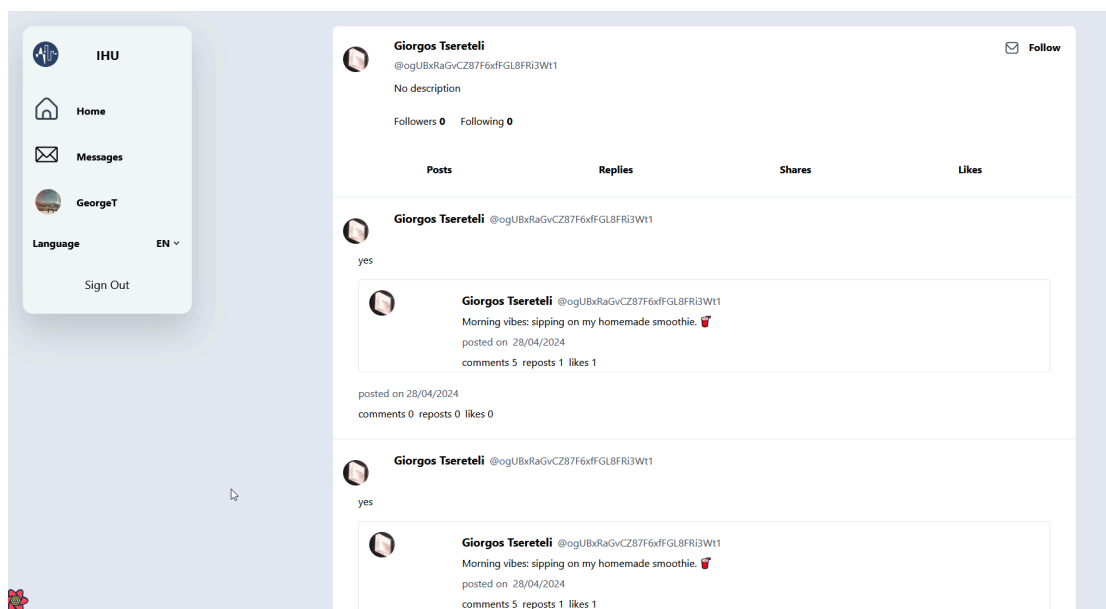 IHU
Home
Messages
GeorgeT
Language EN
Sign Out
Giorgos Tsereteli
Follow
@ogUBxRaGvCZ87F6xfFGL8FRi3Wt1
No description
Followers 0 Following 0
Posts Replies Shares Likes
Giorgos Tsereteli @ogUBxRaGvCZ87F6xfFGL8FRi3Wt1
yes
Giorgos Tsereteli @ogUBxRaGvCZ87F6xfFGL8FRi3Wt1
Morning vibes: sipping on my homemade smoothie. 🥤
posted on 28/04/2024
comments 5 reposts 1 likes 1
posted on 28/04/2024
comments 0 reposts 0 likes 0
Giorgos Tsereteli @ogUBxRaGvCZ87F6xfFGL8FRi3Wt1
yes
Giorgos Tsereteli @ogUBxRaGvCZ87F6xfFGL8FRi3Wt1
Morning vibes: sipping on my homemade smoothie. 🥤
posted on 28/04/2024
comments 5 reposts 1 likes 1